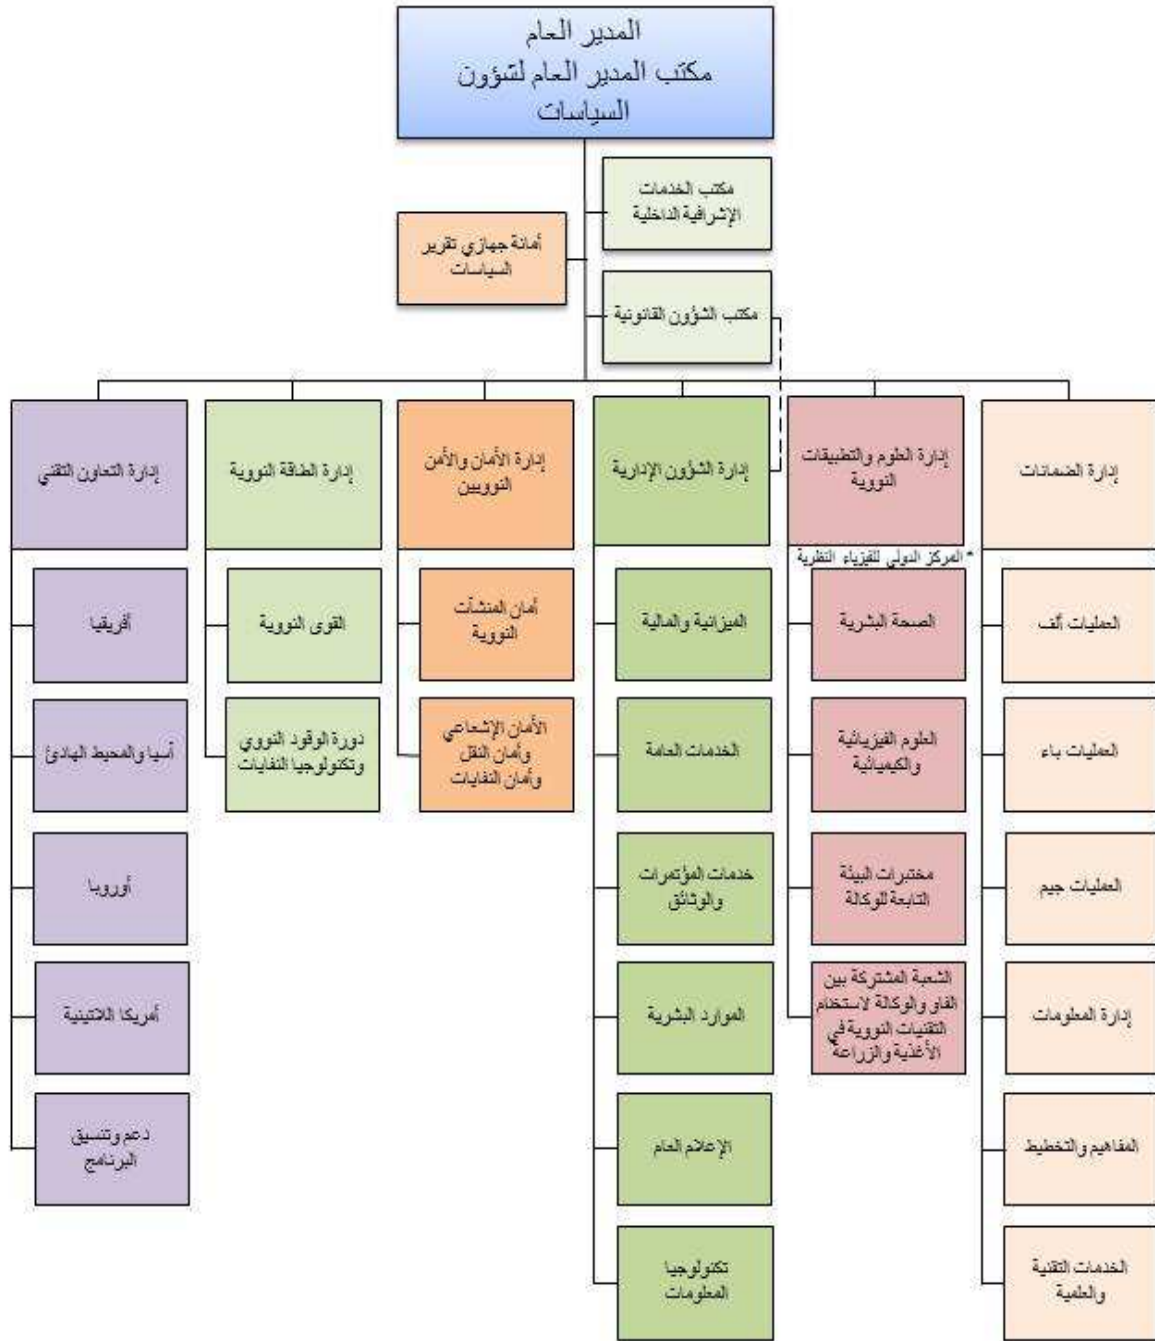 المدير العام
مكتب المدير العام لشؤون
السياسات
مكتب الخدمات
الإشرافية الداخلية
أمانة جهازي تقرير
السياسات
مكتب الشؤون القانونية
إدارة الضمانات
العمليات ألف
العمليات باء
العمليات جيم
إدارة المعلومات
المفاهيم والتخطيط
الخدمات التقنية
والعلمية
إدارة العلوم والتطبيقات
النووية
* المركز الدولي للفيزياء النظرية
الصحة البشرية
العلوم الفيزيائية
والكيميائية
مختبرات البيئة
التابعة للوكالة
الشعبة المشتركة بين
الفاو والوكالة لاستخدام
التقنيات النووية في
الأغذية والزراعة
إدارة الشؤون الإدارية
الميزانية والمالية
الخدمات العامة
خدمات المؤتمرات
والوثائق
الموارد البشرية
الإعلام العام
تكنولوجيا
المعلومات
إدارة الأمان والأمن
النوويين
أمان المنشآت
النووية
الأمان الإشعاعي
وأمان النقل
وأمان النفايات
إدارة الطاقة النووية
القوى النووية
دورة الوقود النووي
وتكنولوجيا النفايات
إدارة التعاون التقني
أفريقيا
آسيا والمحيط الهادئ
أوروبا
أمريكا اللاتينية
دعم وتنسيق
البرنامج